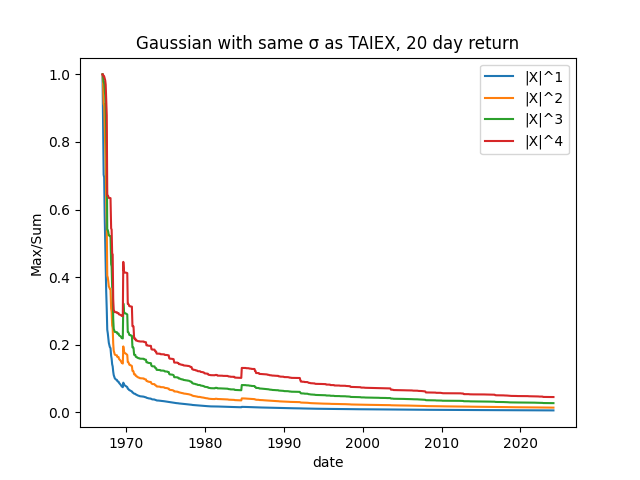 Gaussian with same σ as TAIEX, 20 day return
|X|^1
|X|^2
|X|^3
|X|^4
Max/Sum
1.0
0.8
0.6
0.4
0.2
0.0
1970 1980 1990 2000 2010 2020
date